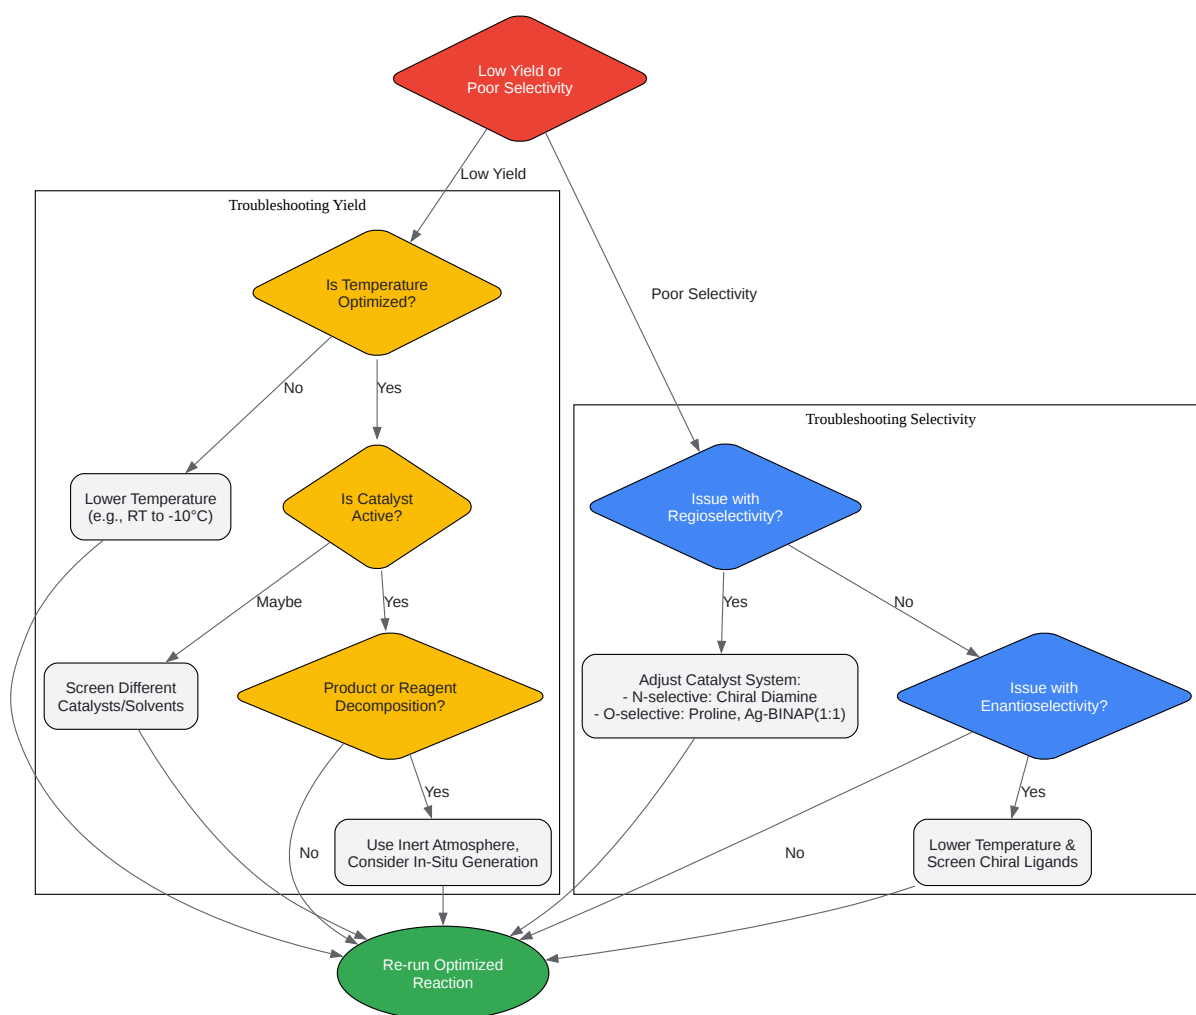 Low Yield or
Poor Selectivity
Low Yield
Troubleshooting Yield
Is Temperature
Optimized?
Poor Selectivity
No
Yes
Troubleshooting Selectivity
Lower Temperature
(e.g., RT to -10°C)
Is Catalyst
Active?
Issue with
Regioselectivity?
Maybe
Yes
Yes
No
Screen Different
Catalysts/Solvents
Product or Reagent
Decomposition?
Adjust Catalyst System:
- N-selective: Chiral Diamine
- O-selective: Proline, Ag-BINAP(1:1)
Issue with
Enantioselectivity?
Yes
Yes
No
Use Inert Atmosphere,
Consider In-Situ Generation
No
Lower Temperature &
Screen Chiral Ligands
Re-run Optimized
Reaction